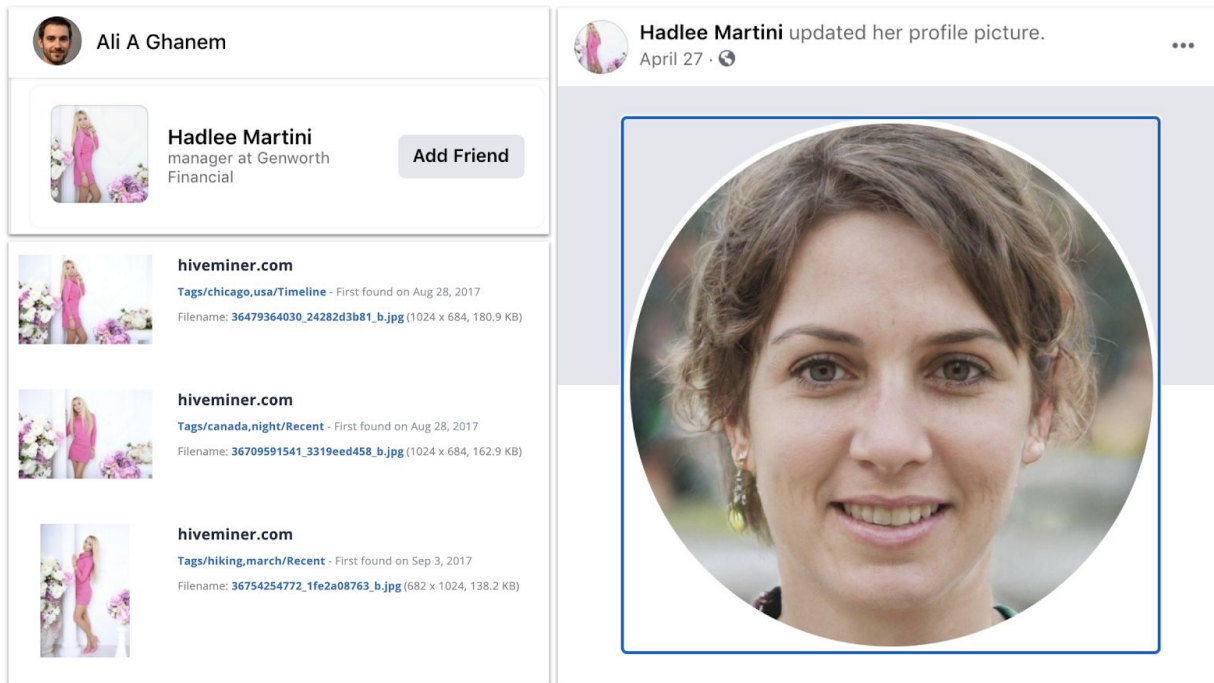 Ali A Ghanem
Hadlee Martini
manager at Genworth
Financial
Add Friend
hiveminer.com
Tags/chicago,usa/Timeline - First found on Aug 28, 2017
Filename: 36479364030_24282d3b81_b.jpg (1024 x 684, 180.9 KB)
hiveminer.com
Tags/canada,night/Recent - First found on Aug 28, 2017
Filename: 36709591541_3319eed458_b.jpg (1024 x 684, 162.9 KB)
hiveminer.com
Tags/hiking,march/Recent - First found on Sep 3, 2017
Filename: 36754254772_1fe2a08763_b.jpg (682 x 1024, 138.2 KB)
Hadlee Martini updated her profile picture.
April 27 ·